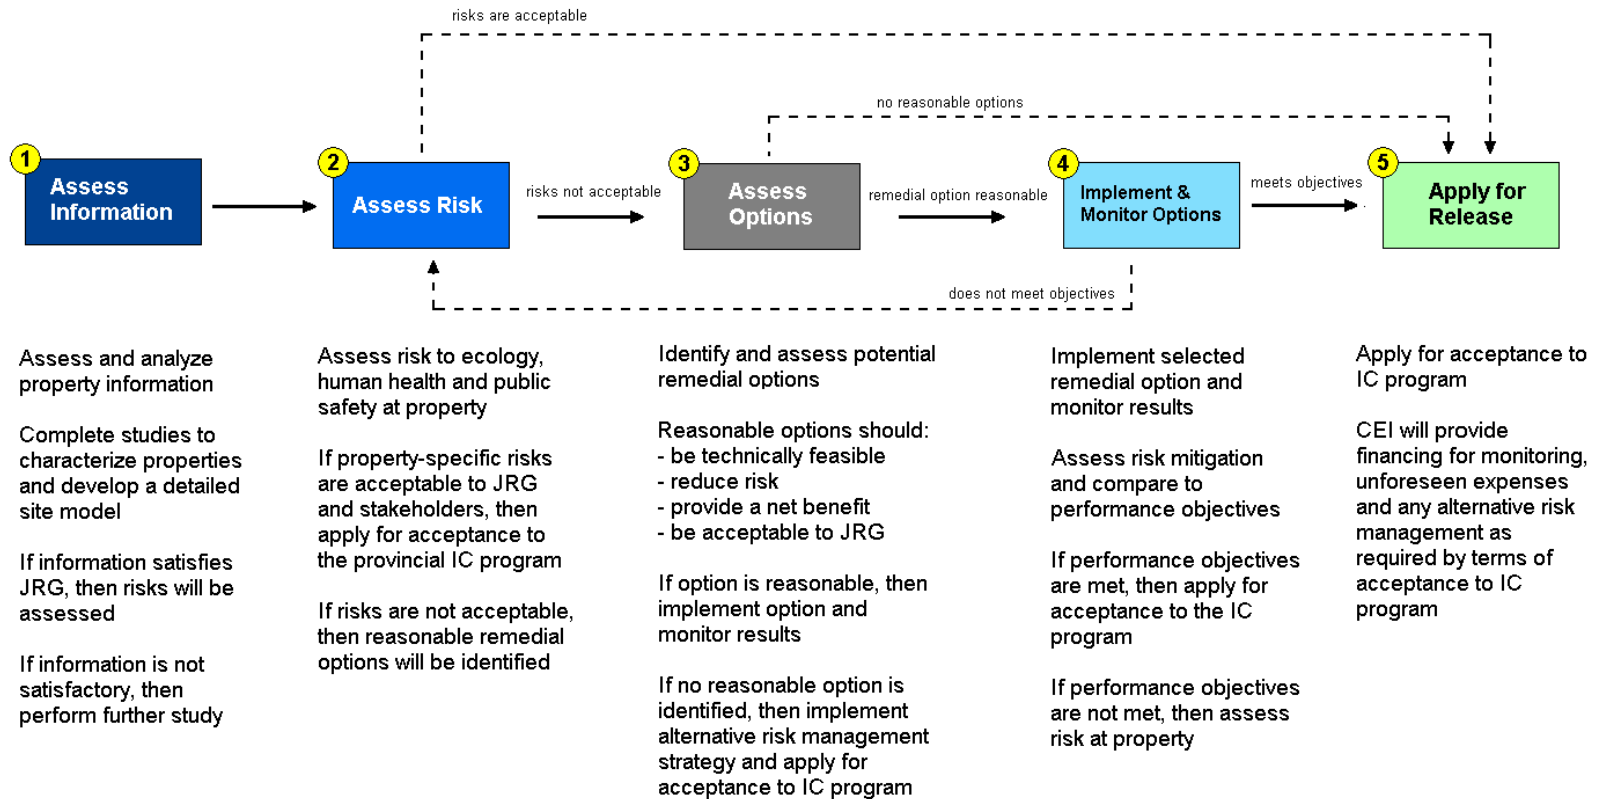 risks are acceptable
no reasonable options
1
Assess
Information
2
Assess Risk
risks not acceptable
3
Assess
Options
remedial option reasonable
4
Implement &
Monitor Options
meets objectives
5
Apply for
Release
does not meet objectives
Assess and analyze
property information
Complete studies to
characterize properties
and develop a detailed
site model
If information satisfies
JRG, then risks will be
assessed
If information is not
satisfactory, then
perform further study
Assess risk to ecology,
human health and public
safety at property
If property-specific risks
are acceptable to JRG
and stakeholders, then
apply for acceptance to
the provincial IC program
If risks are not acceptable,
then reasonable remedial
options will be identified
Identify and assess potential
remedial options
Reasonable options should:
- be technically feasible
- reduce risk
- provide a net benefit
- be acceptable to JRG
If option is reasonable, then
implement option and
monitor results
If no reasonable option is
identified, then implement
alternative risk management
strategy and apply for
acceptance to IC program
Implement selected
remedial option and
monitor results
Assess risk mitigation
and compare to
performance objectives
If performance objectives
are met, then apply for
acceptance to the IC
program
If performance objectives
are not met, then assess
risk at property
Apply for acceptance to
IC program
CEI will provide
financing for monitoring,
unforeseen expenses
and any alternative risk
management as
required by terms of
acceptance to IC
program